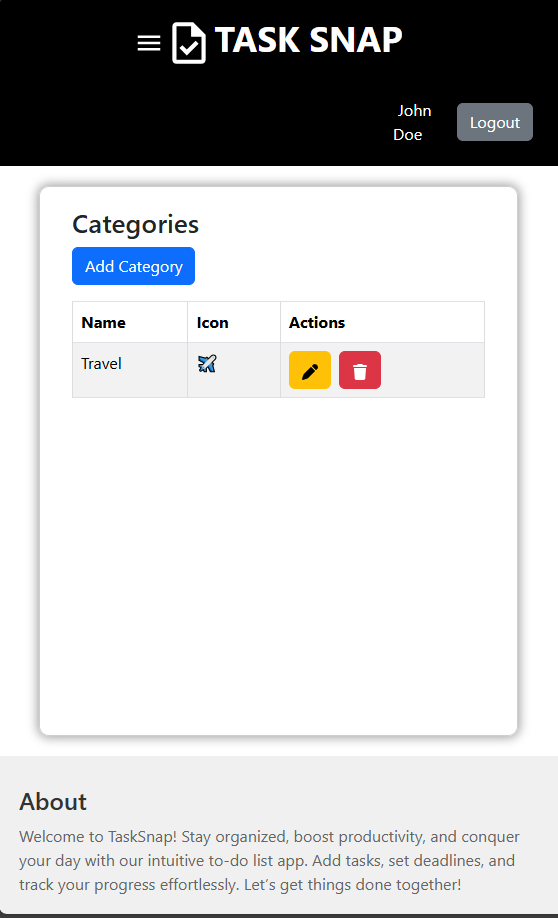 TASK SNAP
John
Doe
Logout
Categories
Add Category
Name Icon Actions
Travel
About
Welcome to TaskSnap! Stay organized, boost productivity, and conquer
your day with our intuitive to-do list app. Add tasks, set deadlines, and
track your progress effortlessly. Let’s get things done together!